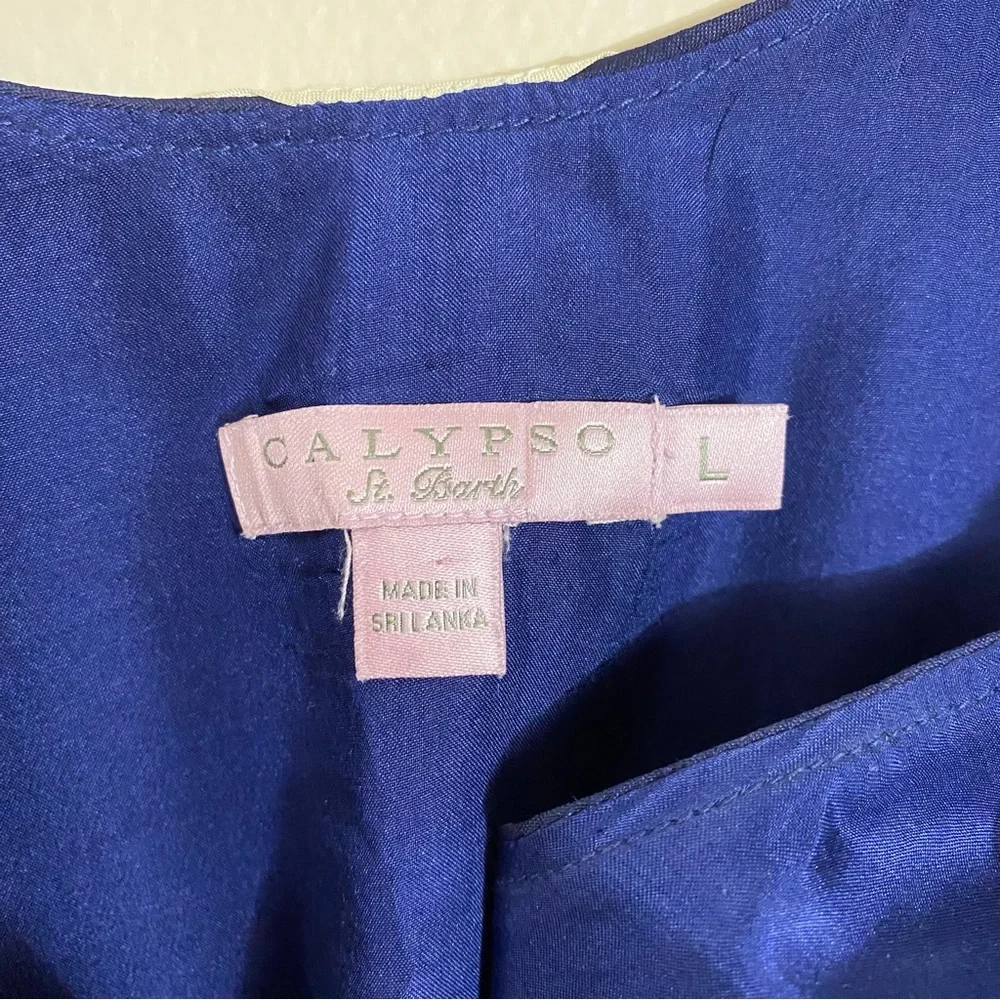 CALYPSO
St. Barth
L
MADE IN
SRI LANKA